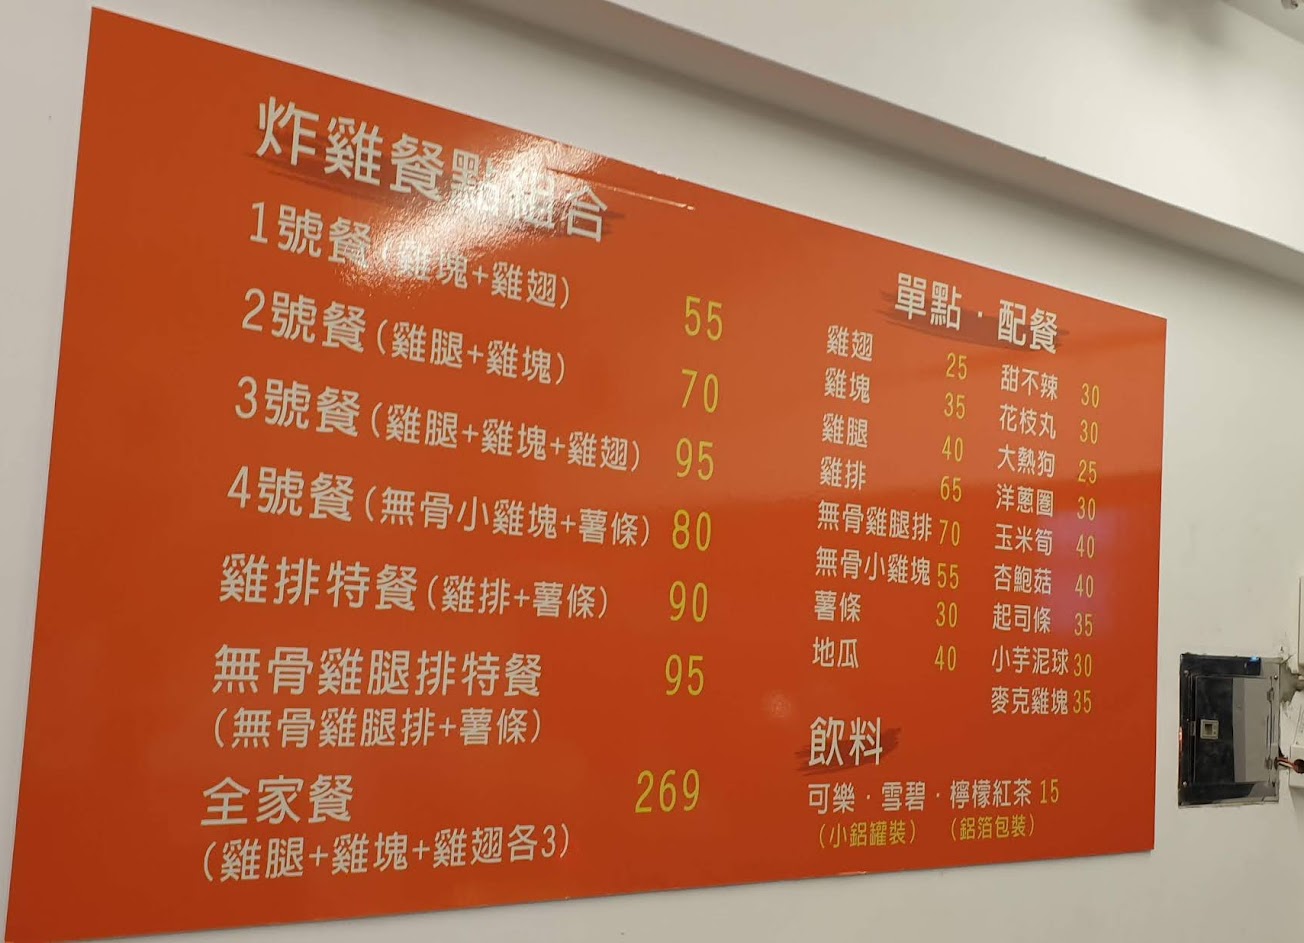 炸雞餐點組合
1號餐(雞塊+雞翅) 55
2號餐(雞腿+雞塊) 70
3號餐(雞腿+雞塊+雞翅) 95
4號餐(無骨小雞塊+薯條) 80
雞排特餐(雞排+薯條) 90
無骨雞腿排特餐 95
(無骨雞腿排+薯條)
全家餐 269
(雞腿+雞塊+雞翅各3)
單點·配餐
雞翅 25
雞塊 35
雞腿 40
雞排 65
無骨雞腿排 70
無骨小雞塊 55
薯條 30
地瓜 40
甜不辣 30
花枝丸 30
大熱狗 25
洋蔥圈 30
玉米筍 40
杏鮑菇 40
起司條 35
小芋泥球 30
麥克雞塊 35
飲料
可樂·雪碧·檸檬紅茶 15
(小鋁罐裝) (鋁箔包裝)